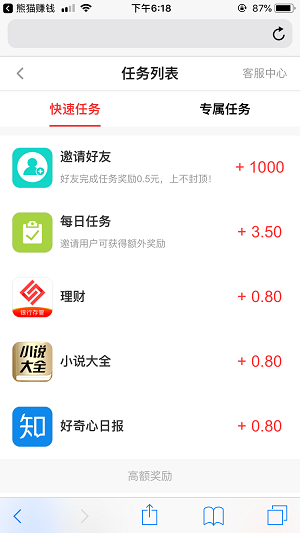 熊猫赚钱 下午6:18 87%
任务列表 客服中心
快速任务 专属任务
邀请好友
好友完成任务奖励0.5元，上不封顶！
+ 1000
每日任务
邀请用户可获得额外奖励
+ 3.50
银行存管
理财
+ 0.80
小说
大全
小说大全
+ 0.80
知
好奇心日报
+ 0.80
高额奖励